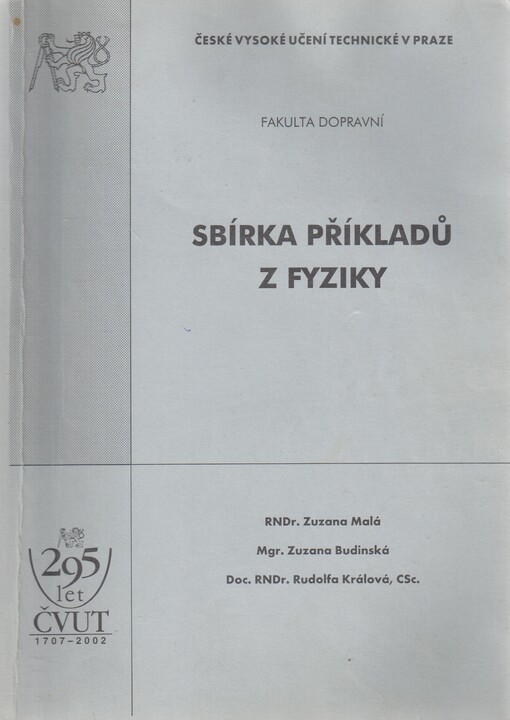 ČESKÉ VYSOKÉ UČENÍ TECHNICKÉ V PRAZE
FAKULTA DOPRAVNÍ
SBÍRKA PŘÍKLADŮ
Z FYZIKY
RNDr. Zuzana Malá
Mgr. Zuzana Budinská
Doc. RNDr. Rudolfa Králová, CSc.
295
let
ČVUT
1707–2002